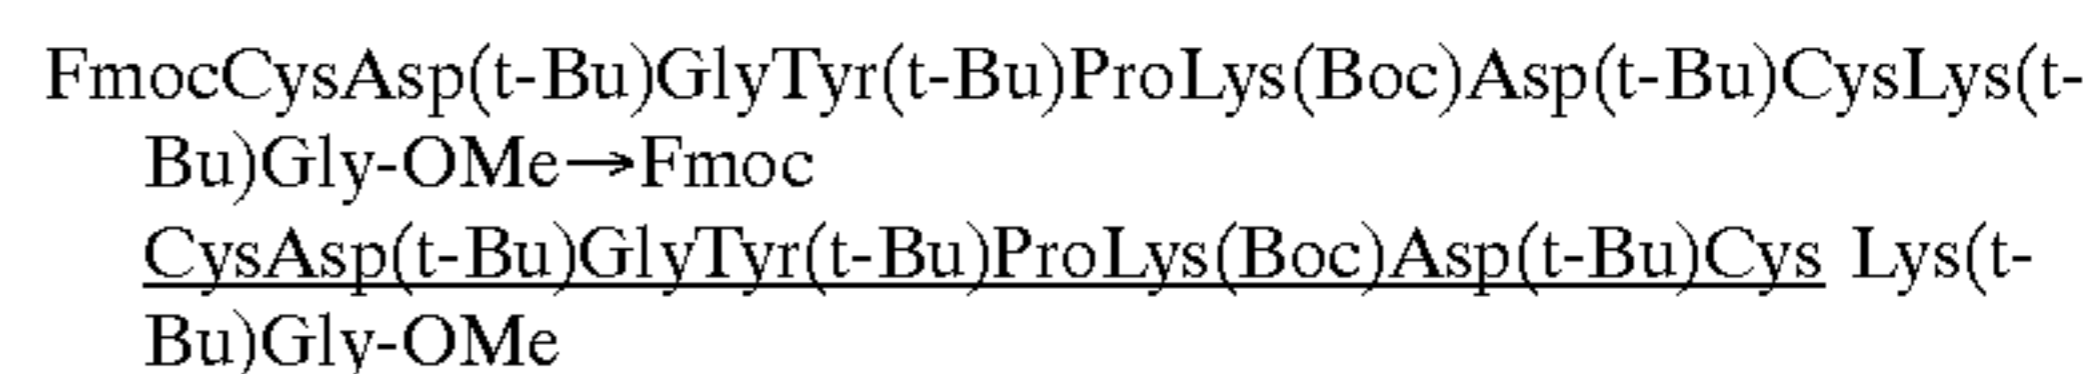 FmocCysAsp(t-Bu)GlyTyr(t-Bu)ProLys(Boc)Asp(t-Bu)CysLys(t-
Bu)Gly-OMe→Fmoc
CysAsp(t-Bu)GlyTyr(t-Bu)ProLys(Boc)Asp(t-Bu)Cys Lys(t-
Bu)Gly-OMe